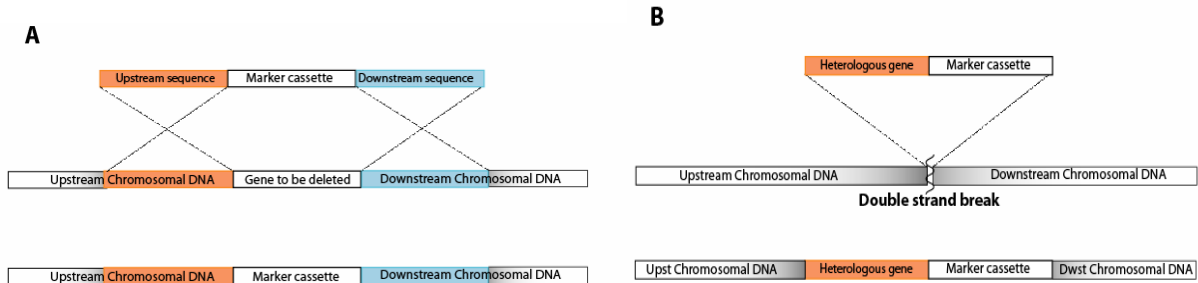 A
Upstream sequence Marker cassette Downstream sequence
Upstream Chromosomal DNA Gene to be deleted Downstream Chromosomal DNA
Upstream Chromosomal DNA Marker cassette Downstream Chromosomal DNA
B
Heterologous gene Marker cassette
Upstream Chromosomal DNA Downstream Chromosomal DNA
Double strand break
Upst Chromosomal DNA Heterologous gene Marker cassette Dwst Chromosomal DNA